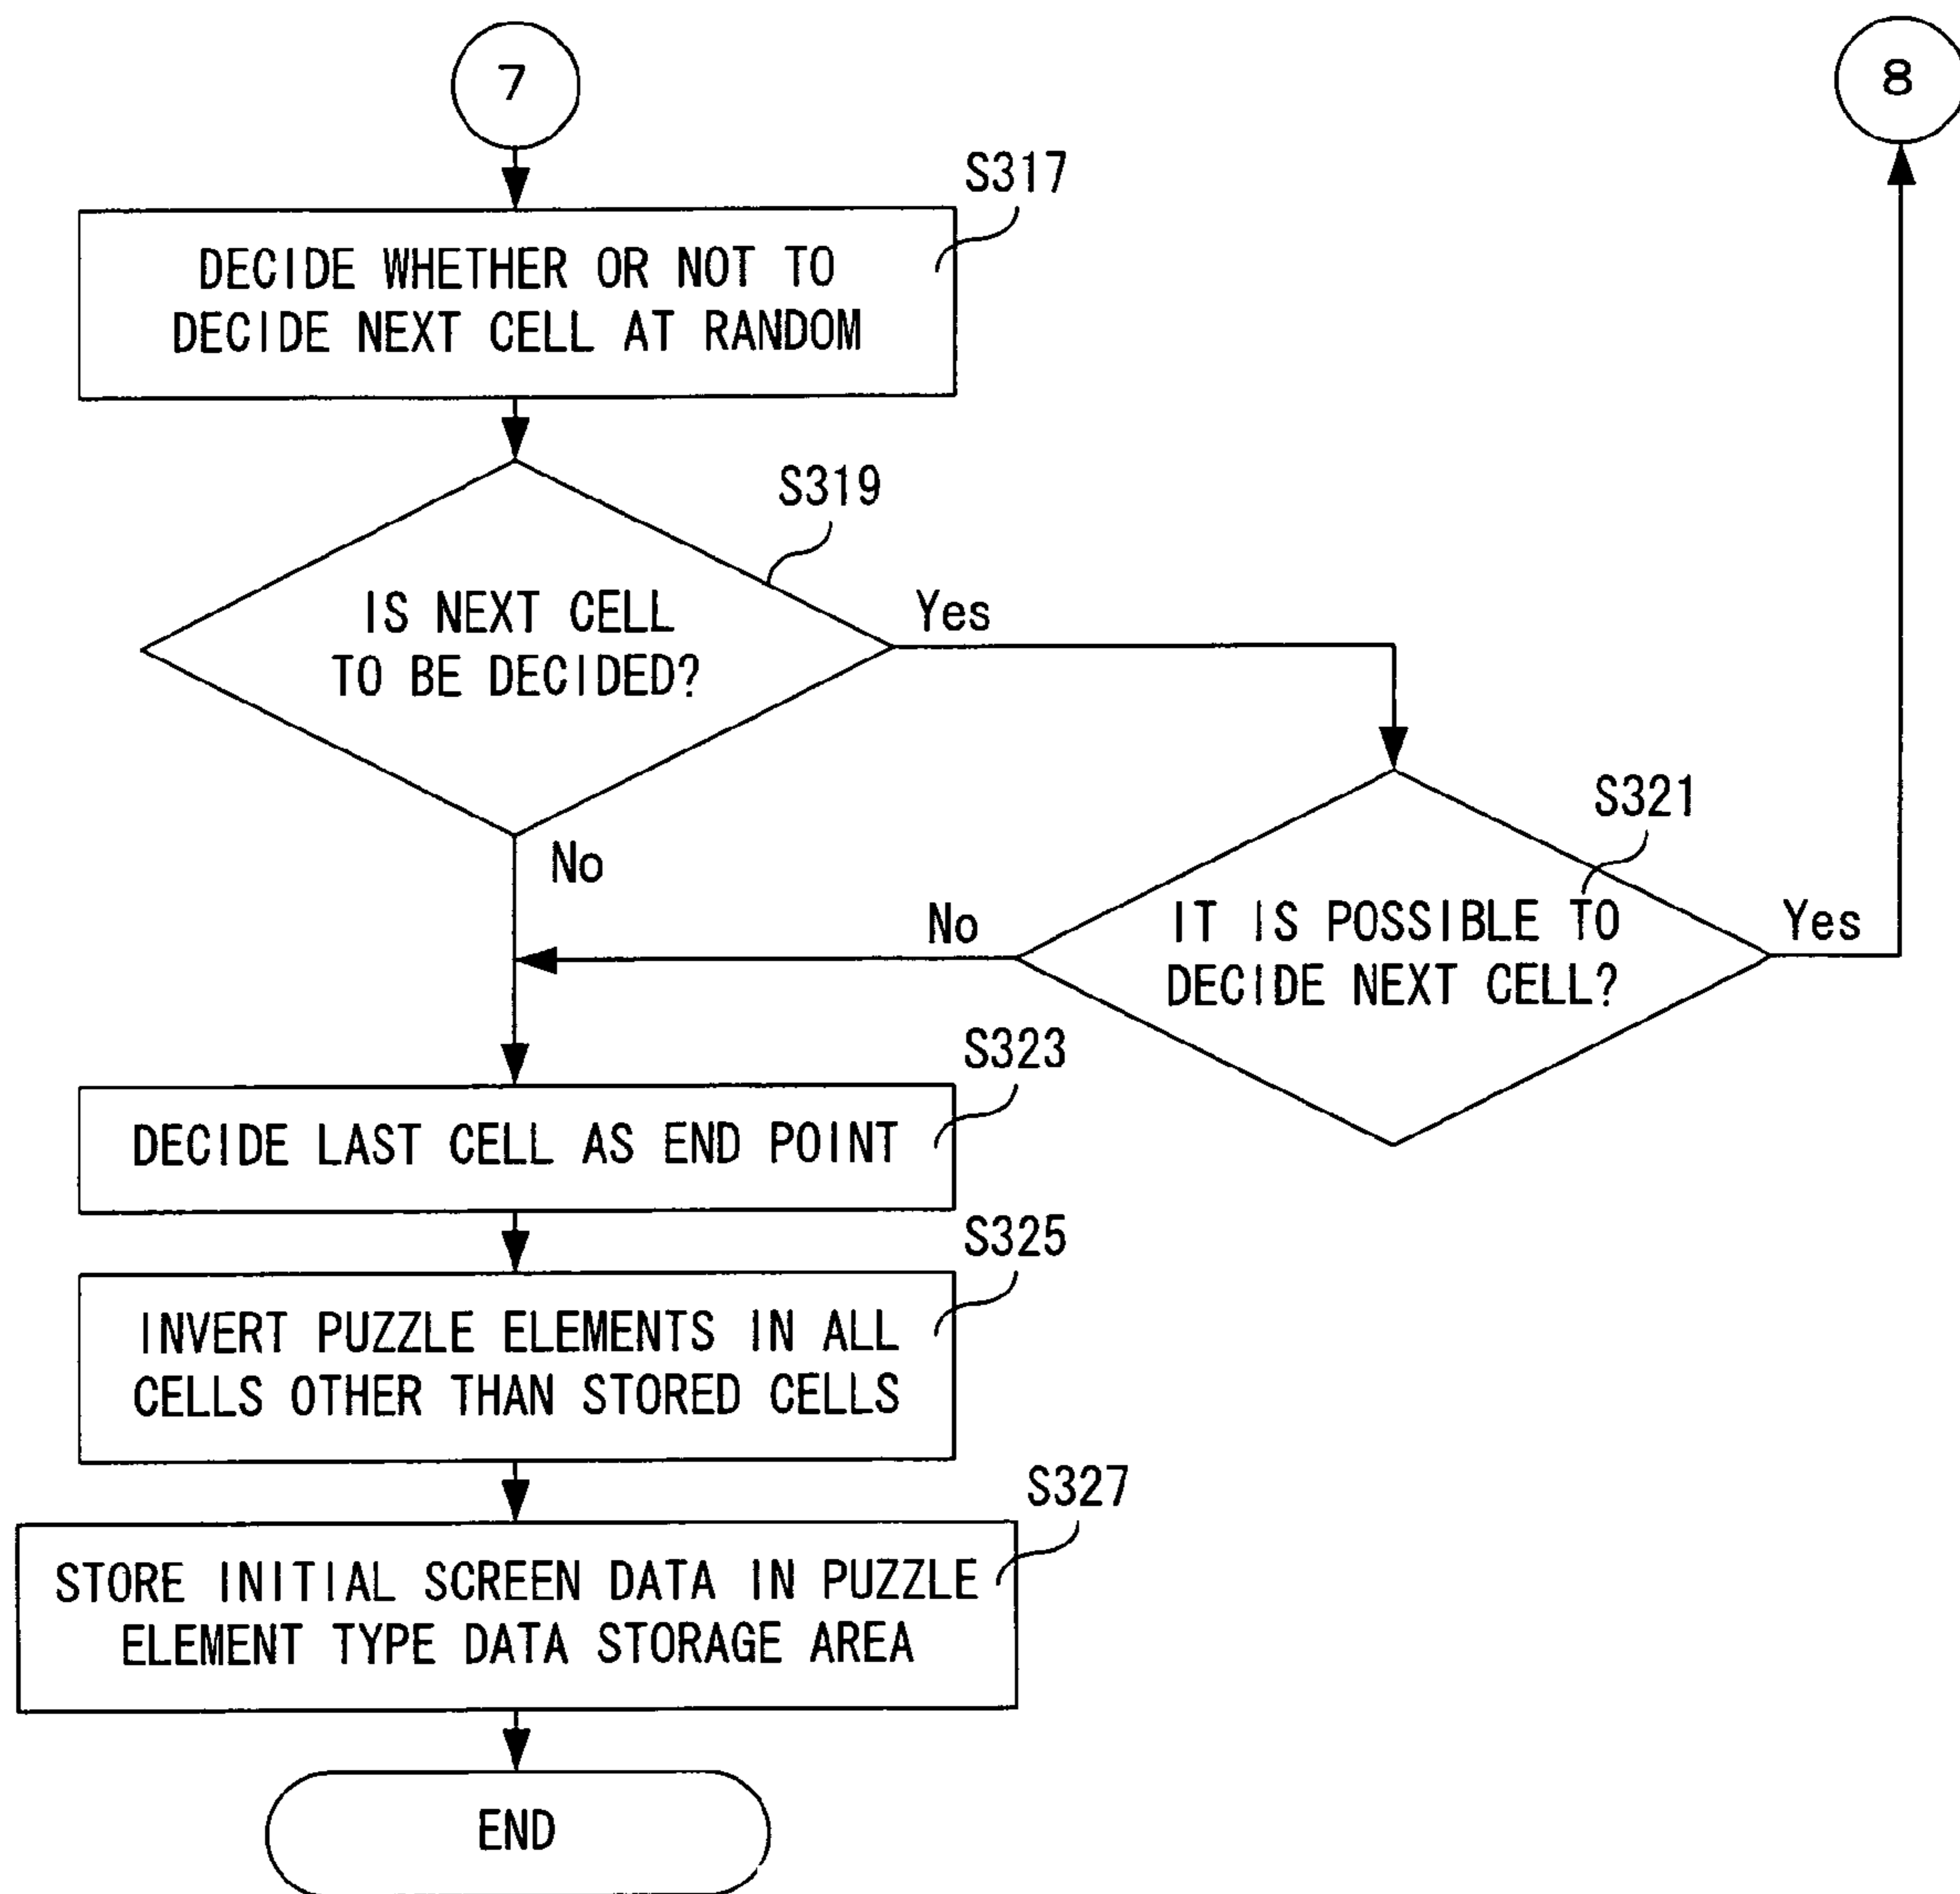 7
8
S317
DECIDE WHETHER OR NOT TO
DECIDE NEXT CELL AT RANDOM
S319
IS NEXT CELL
TO BE DECIDED?
Yes
No
S321
IT IS POSSIBLE TO
DECIDE NEXT CELL?
Yes
No
S323
DECIDE LAST CELL AS END POINT
S325
INVERT PUZZLE ELEMENTS IN ALL
CELLS OTHER THAN STORED CELLS
S327
STORE INITIAL SCREEN DATA IN PUZZLE
ELEMENT TYPE DATA STORAGE AREA
END